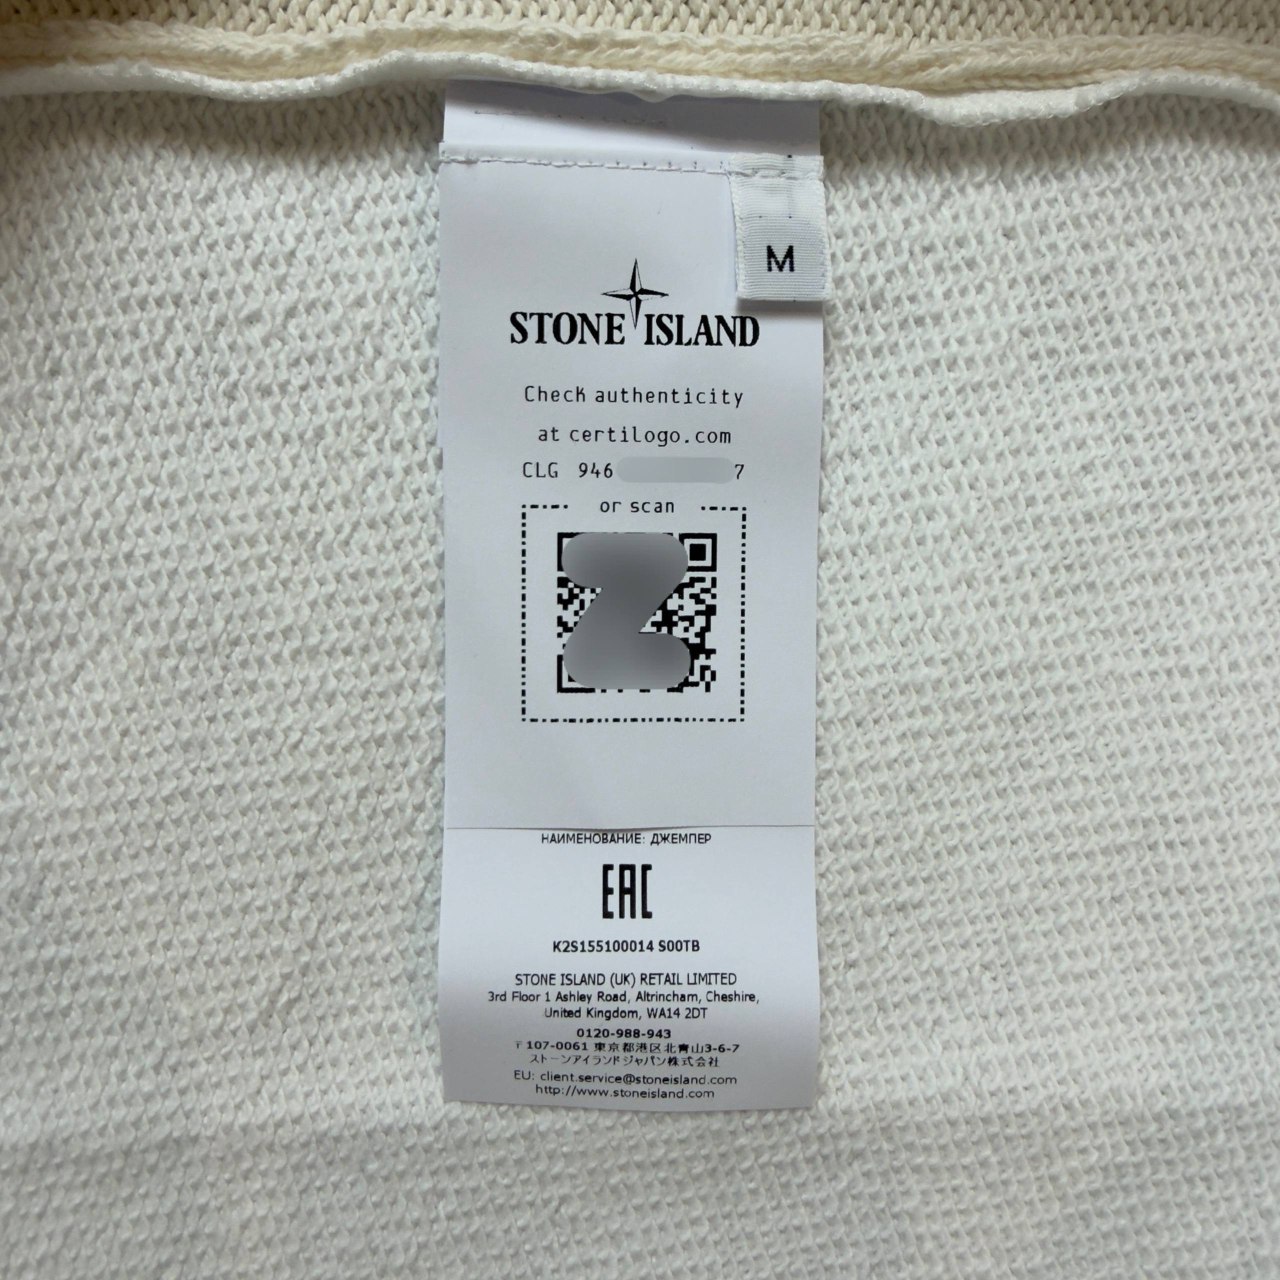 M
STONE ISLAND
Check authenticity
at certilogo.com
CLG 946 7
or scan
НАИМЕНОВАНИЕ: ДЖЕМПЕР
EAC
K2S155100014 S00TB
STONE ISLAND (UK) RETAIL LIMITED
3rd Floor 1 Ashley Road, Altrincham, Cheshire,
United Kingdom, WA14 2DT
0120-988-943
〒107-0061 東京都港区北青山3-6-7
ストーンアイランドジャパン株式会社
EU: client.service@stoneisland.com
http://www.stoneisland.com